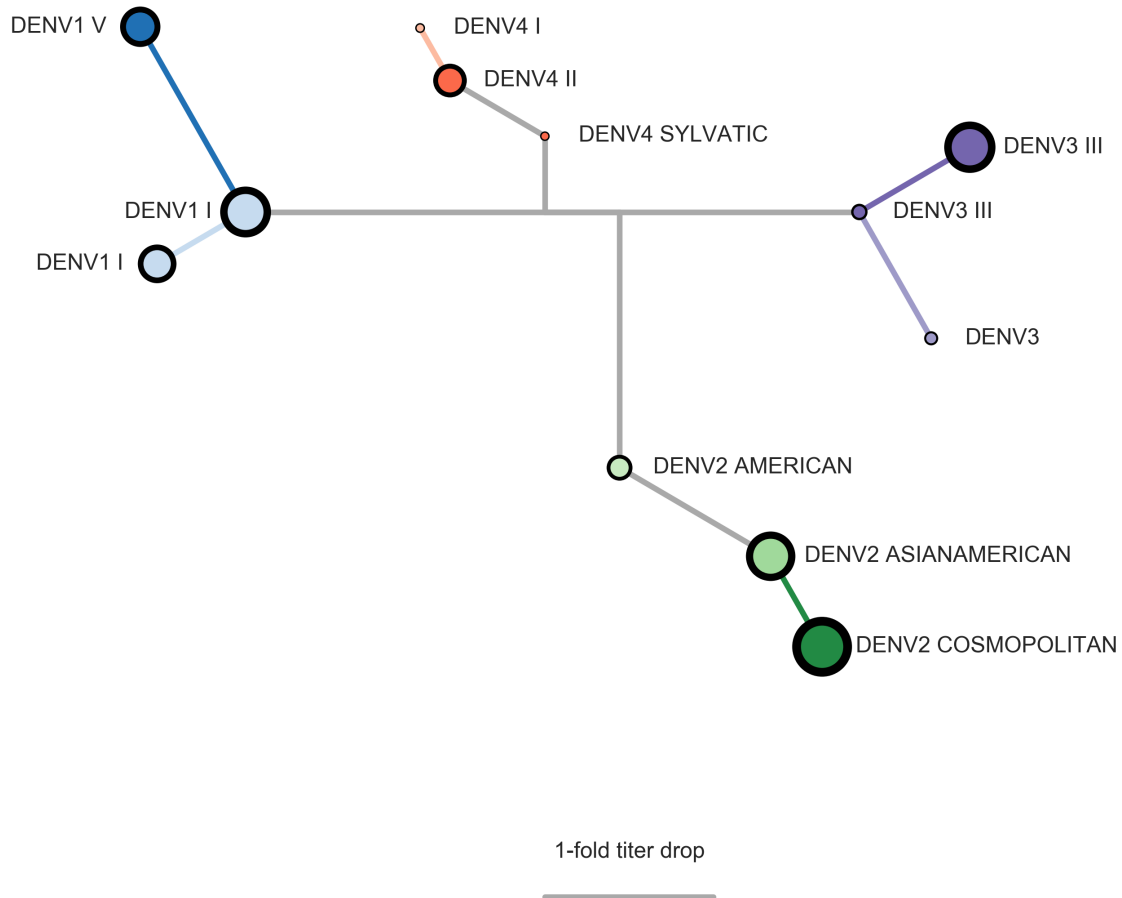 DENV1 V
DENV4 I
DENV4 II
DENV4 SYLVATIC
DENV3 III
DENV1 I
DENV3 III
DENV1 I
DENV3
DENV2 AMERICAN
DENV2 ASIANAMERICAN
DENV2 COSMOPOLITAN
1-fold titer drop